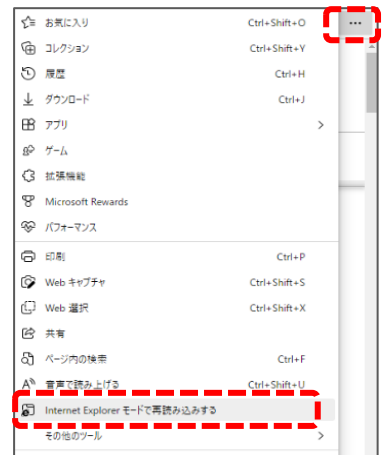 お気に入り Ctrl+Shift+O
コレクション Ctrl+Shift+Y
履歴 Ctrl+H
ダウンロード Ctrl+J
アプリ
ゲーム
拡張機能
Microsoft Rewards
パフォーマンス
印刷 Ctrl+P
Web キャプチャ Ctrl+Shift+S
Web 選択 Ctrl+Shift+X
共有
ページ内の検索 Ctrl+F
音声で読み上げる Ctrl+Shift+U
Internet Explorer モードで再読み込みする
その他のツール